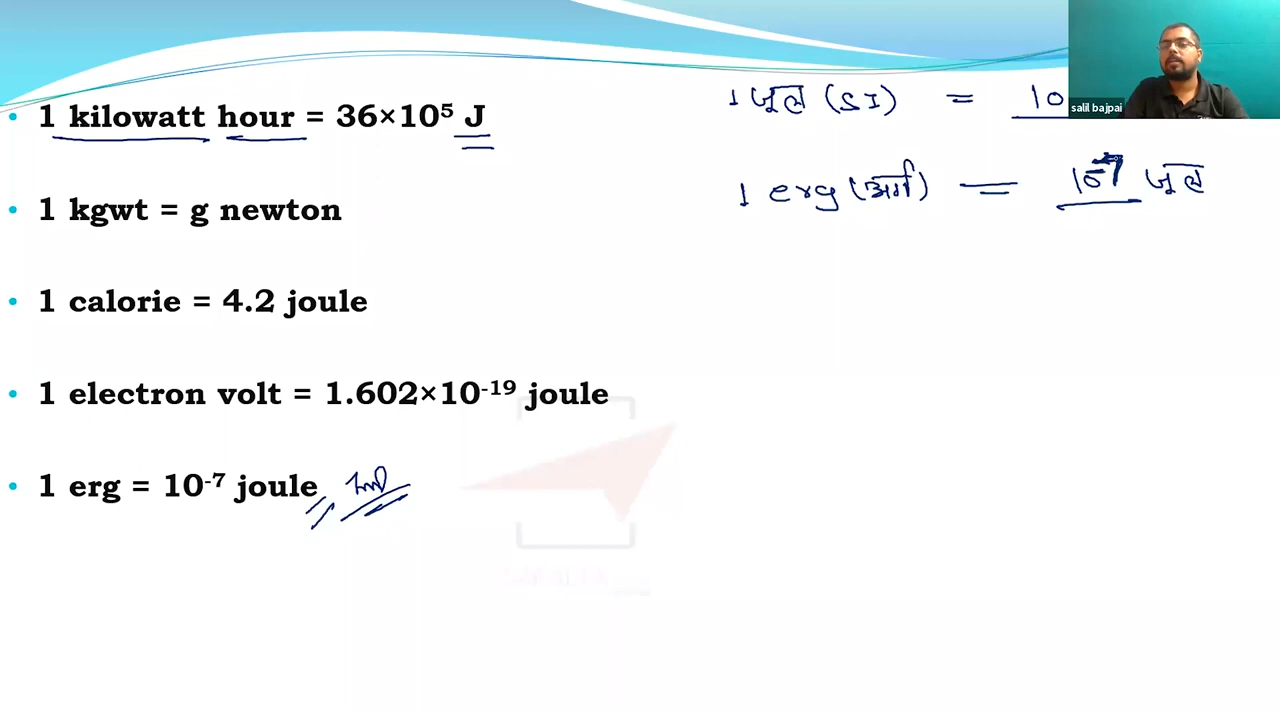 • 1 kilowatt hour = 36×10⁵ J
• 1 kgwt = g newton
• 1 calorie = 4.2 joule
• 1 electron volt = 1.602×10⁻¹⁹ joule
• 1 erg = 10⁻⁷ joule Imp
1 जूल (SI) = 10
1 erg (अर्ग) = 10⁻⁷ जूल
salil bajpai